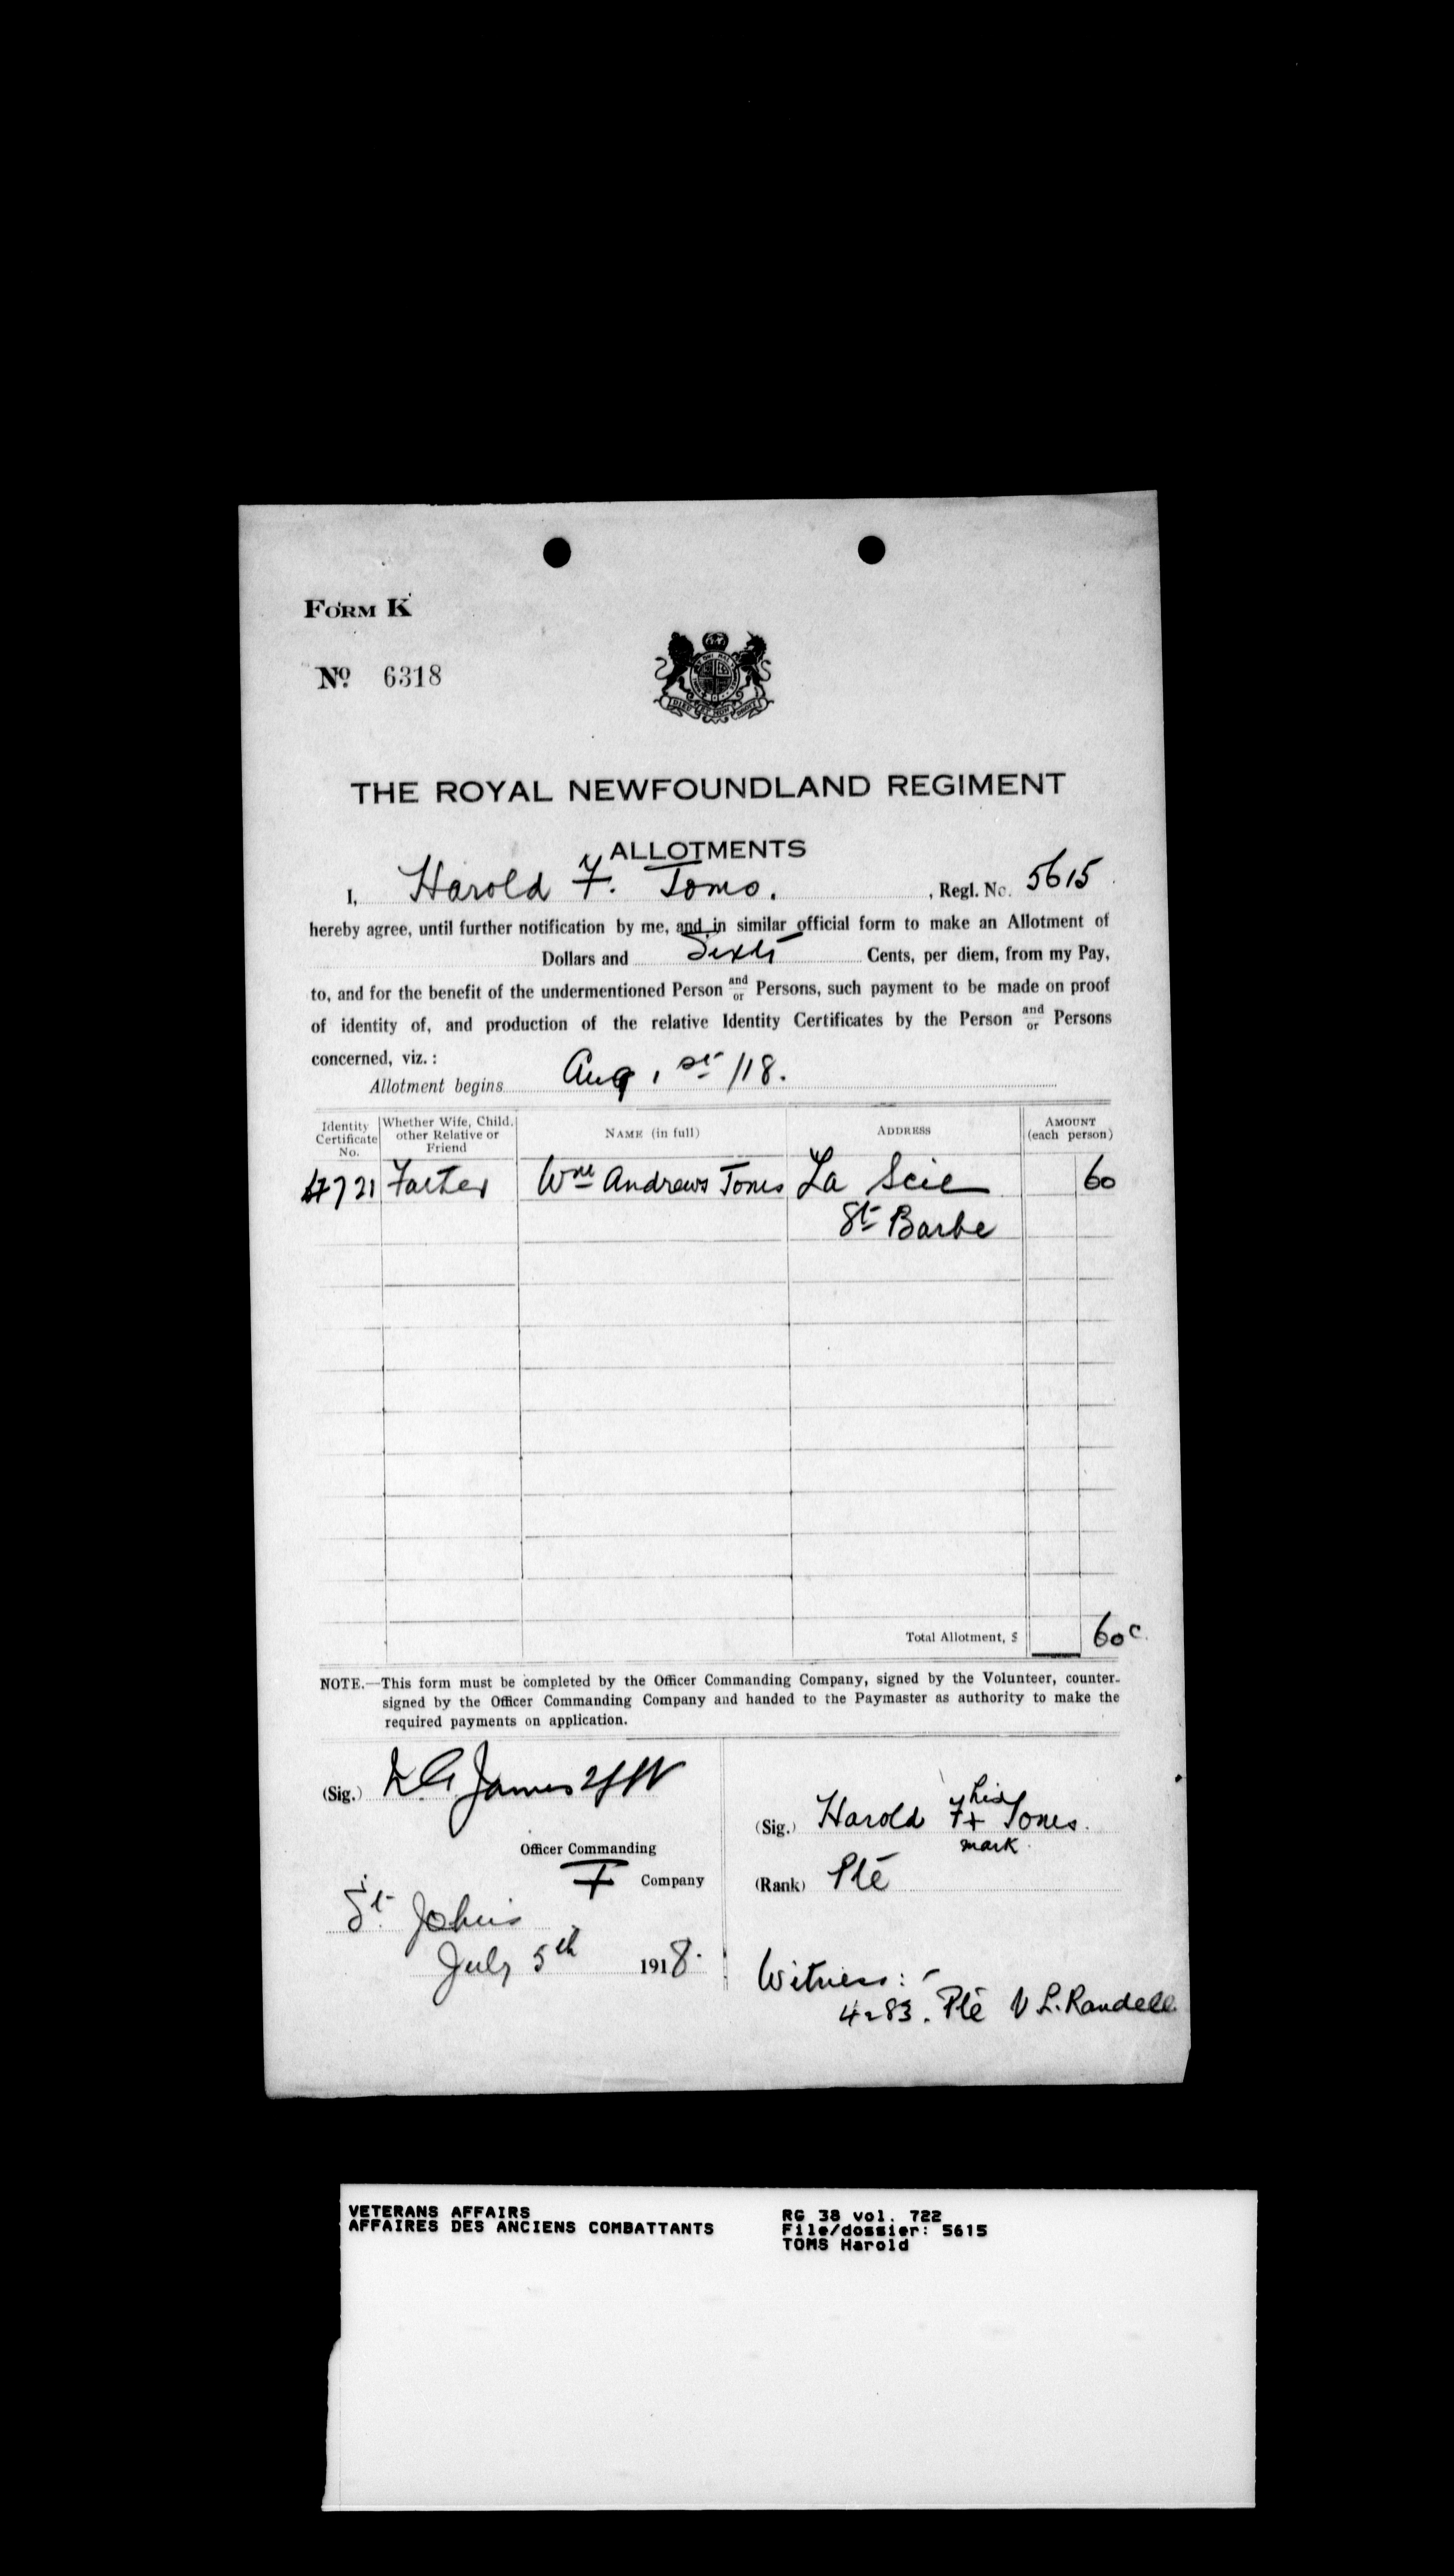 FORM K
No. 6318
THE ROYAL NEWFOUNDLAND REGIMENT
ALLOTMENTS
I, Harold F. Toms. , Regl. No. 5615
hereby agree, until further notification by me, and in similar official form to make an Allotment of
Dollars and Sixty Cents, per diem, from my Pay,
to, and for the benefit of the undermentioned Person and/or Persons, such payment to be made on proof
of identity of, and production of the relative Identity Certificates by the Person and/or Persons
concerned, viz. :
Allotment begins Aug 1st /18.
Identity Certificate No. Whether Wife, Child, other Relative or Friend NAME (in full) ADDRESS AMOUNT (each person)
4721 Father Wm Andrews Toms La Scie 60
St Barbe
Total Allotment, $ 60c.
NOTE.—This form must be completed by the Officer Commanding Company, signed by the Volunteer, counter-
signed by the Officer Commanding Company and handed to the Paymaster as authority to make the
required payments on application.
(Sig.) James 2/Lt
Officer Commanding
F Company
St. John's
July 5th 1918.
(Sig.) Harold F his + Toms.
mark
(Rank) Pte
Witness :-
4283. Pte V L. Randell
VETERANS AFFAIRS
AFFAIRES DES ANCIENS COMBATTANTS
RG 38 vol. 722
File/dossier: 5615
TOMS Harold